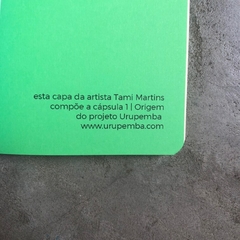 esta capa da artista Tami Martins
compõe a cápsula 1 | Origem
do projeto Urupemba
www.urupemba.com